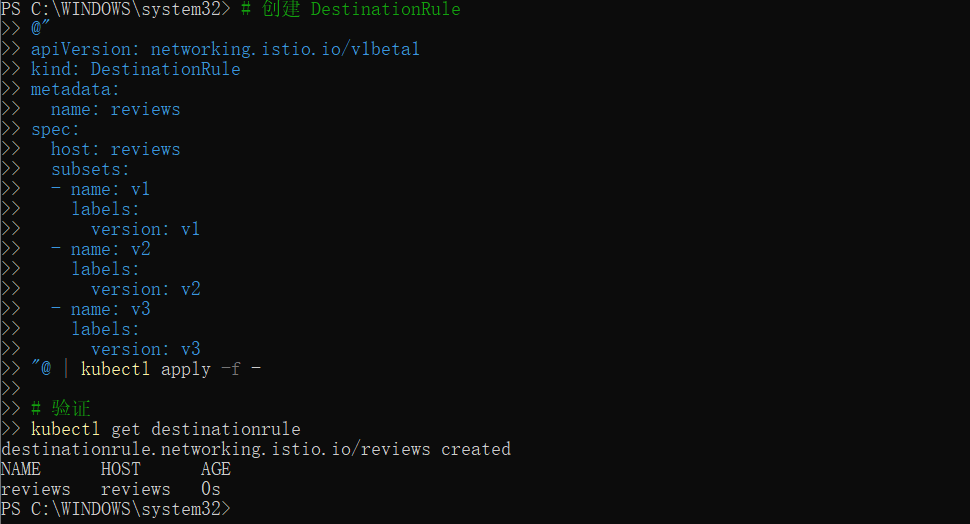 PS C:\WINDOWS\system32> # 创建 DestinationRule
>> @"
>> apiVersion: networking.istio.io/v1beta1
>> kind: DestinationRule
>> metadata:
>>   name: reviews
>> spec:
>>   host: reviews
>>   subsets:
>>   - name: v1
>>     labels:
>>       version: v1
>>   - name: v2
>>     labels:
>>       version: v2
>>   - name: v3
>>     labels:
>>       version: v3
>> "@ | kubectl apply -f -
>>
>> # 验证
>> kubectl get destinationrule
destinationrule.networking.istio.io/reviews created
NAME      HOST      AGE
reviews   reviews   0s
PS C:\WINDOWS\system32>